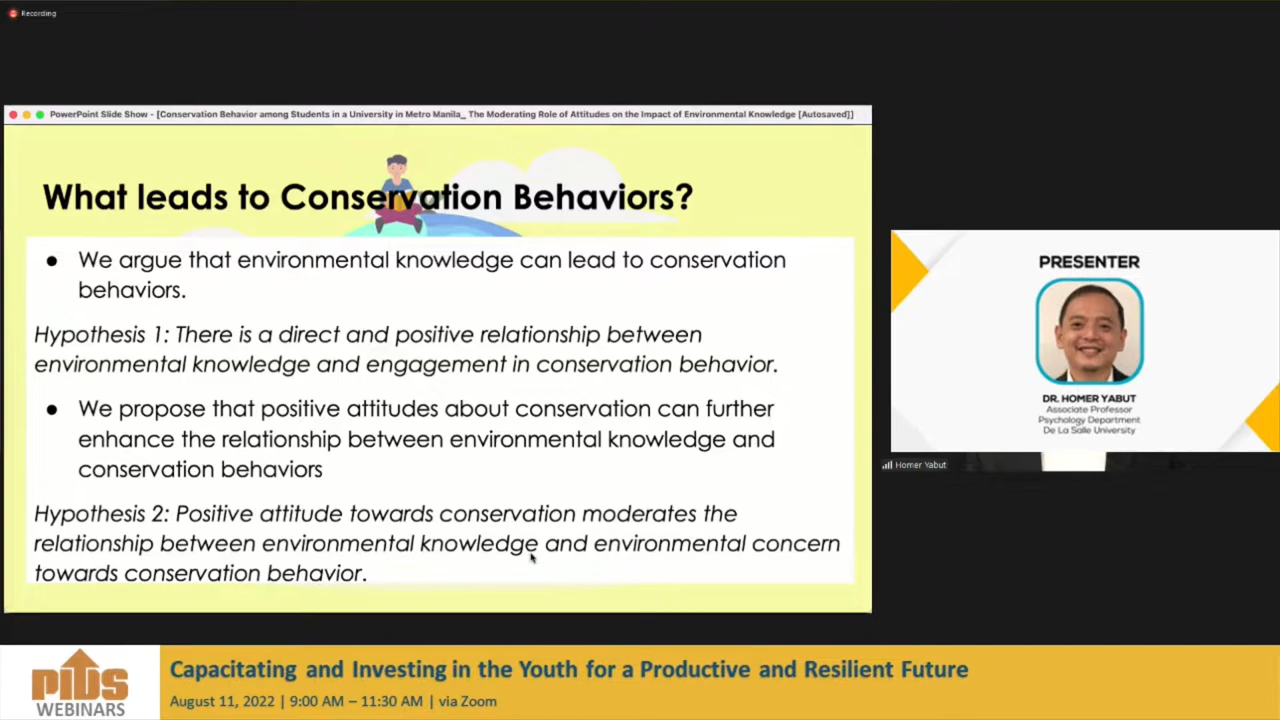 Recording
PowerPoint Slide Show - [Conservation Behavior among Students in a University in Metro Manila_ The Moderating Role of Attitudes on the Impact of Environmental Knowledge [Autosaved]]
What leads to Conservation Behaviors?
● We argue that environmental knowledge can lead to conservation
behaviors.
Hypothesis 1: There is a direct and positive relationship between
environmental knowledge and engagement in conservation behavior.
● We propose that positive attitudes about conservation can further
enhance the relationship between environmental knowledge and
conservation behaviors
Hypothesis 2: Positive attitude towards conservation moderates the
relationship between environmental knowledge and environmental concern
towards conservation behavior.
PRESENTER
DR. HOMER YABUT
Associate Professor
Psychology Department
De La Salle University
Homer Yabut
PIDS
WEBINARS
Capacitating and Investing in the Youth for a Productive and Resilient Future
August 11, 2022 | 9:00 AM – 11:30 AM | via Zoom